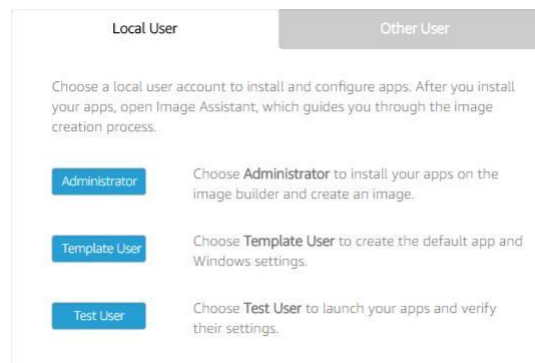 Local User
Other User
Choose a local user account to install and configure apps. After you install
your apps, open Image Assistant, which guides you through the image
creation process.
Administrator
Choose Administrator to install your apps on the
image builder and create an image.
Template User
Choose Template User to create the default app and
Windows settings.
Test User
Choose Test User to launch your apps and verify
their settings.